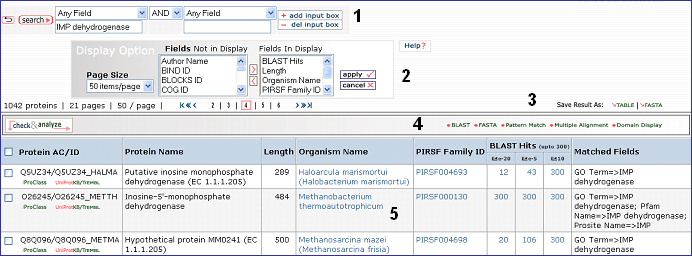 Any Field AND Any Field + add input box 1
search IMP dehydrogenase - del input box
Display Option Fields Not in Display Fields In Display Help?
Page Size
50 items/page
Author Name
BIND ID
BLOCKS ID
COG ID
BLAST Hits
Length
Organism Name
PIRSF Family ID
apply
cancel
2
1042 proteins | 21 pages | 50 / page 2 | 3 | 4 | 5 | 6
3
Save Result As: TABLE | FASTA
check&analyze 4 BLAST FASTA Pattern Match Multiple Alignment Domain Display
Protein AC/ID Protein Name Length Organism Name PIRSF Family ID BLAST Hits (upto 300) Matched Fields
E≤e-20 E≤e-5 E≤10
Q5UZ34/Q5UZ34_HALMA Putative inosine monophosphate dehydrogenase (EC 1.1.1.205) 289 Haloarcula marismortui (Halobacterium marismortui) PIRSF004693 12 43 300 GO Term=>IMP dehydrogenase
ProClass UniProtKB/TrEMBL
O26245/O26245_METTH Inosine-5'-monophosphate dehydrogenase 484 Methanobacterium thermoautotrophicum PIRSF000130 300 300 300 GO Term=>IMP dehydrogenase; Pfam Name=>IMP dehydrogenase; Prosite Name=>IMP
ProClass UniProtKB/TrEMBL
5
Q8Q096/Q8Q096_METMA Hypothetical protein MM0241 (EC 1.1.1.205) 500 Methanosarcina mazei (Methanosarcina frisia) PIRSF004698 20 106 300 GO Term=>IMP dehydrogenase
ProClass UniProtKB/TrEMBL